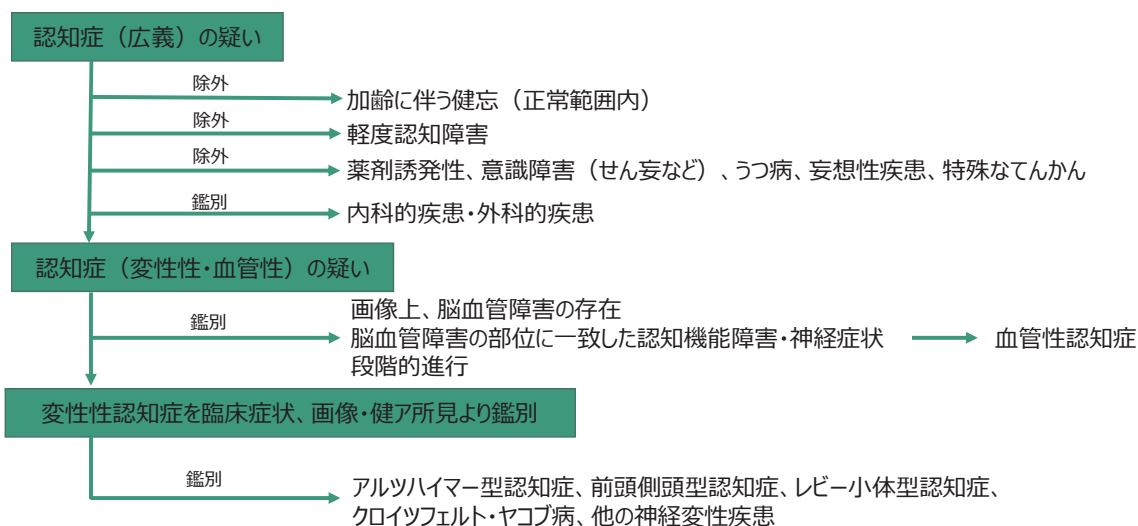 認知症（広義）の疑い
除外
加齢に伴う健忘（正常範囲内）
除外
軽度認知障害
除外
薬剤誘発性、意識障害（せん妄など）、うつ病、妄想性疾患、特殊なてんかん
鑑別
内科的疾患・外科的疾患
認知症（変性性・血管性）の疑い
鑑別
画像上、脳血管障害の存在
脳血管障害の部位に一致した認知機能障害・神経症状
段階的進行
血管性認知症
変性性認知症を臨床症状、画像・健ア所見より鑑別
鑑別
アルツハイマー型認知症、前頭側頭型認知症、レビー小体型認知症、
クロイツフェルト・ヤコブ病、他の神経変性疾患